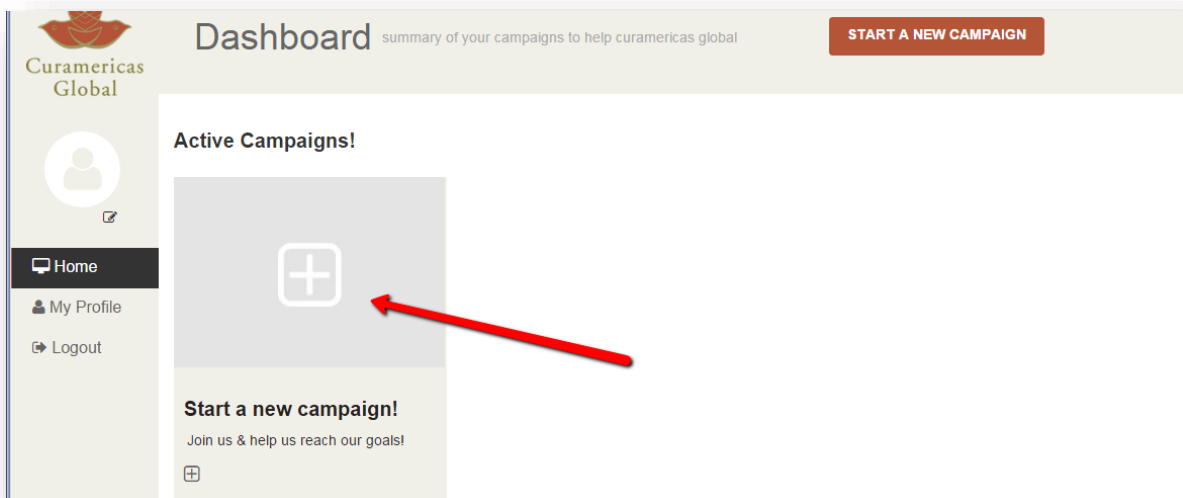 Curamericas
Global
Dashboard summary of your campaigns to help curamericas global
START A NEW CAMPAIGN
Home
My Profile
Logout
Active Campaigns!
Start a new campaign!
Join us & help us reach our goals!